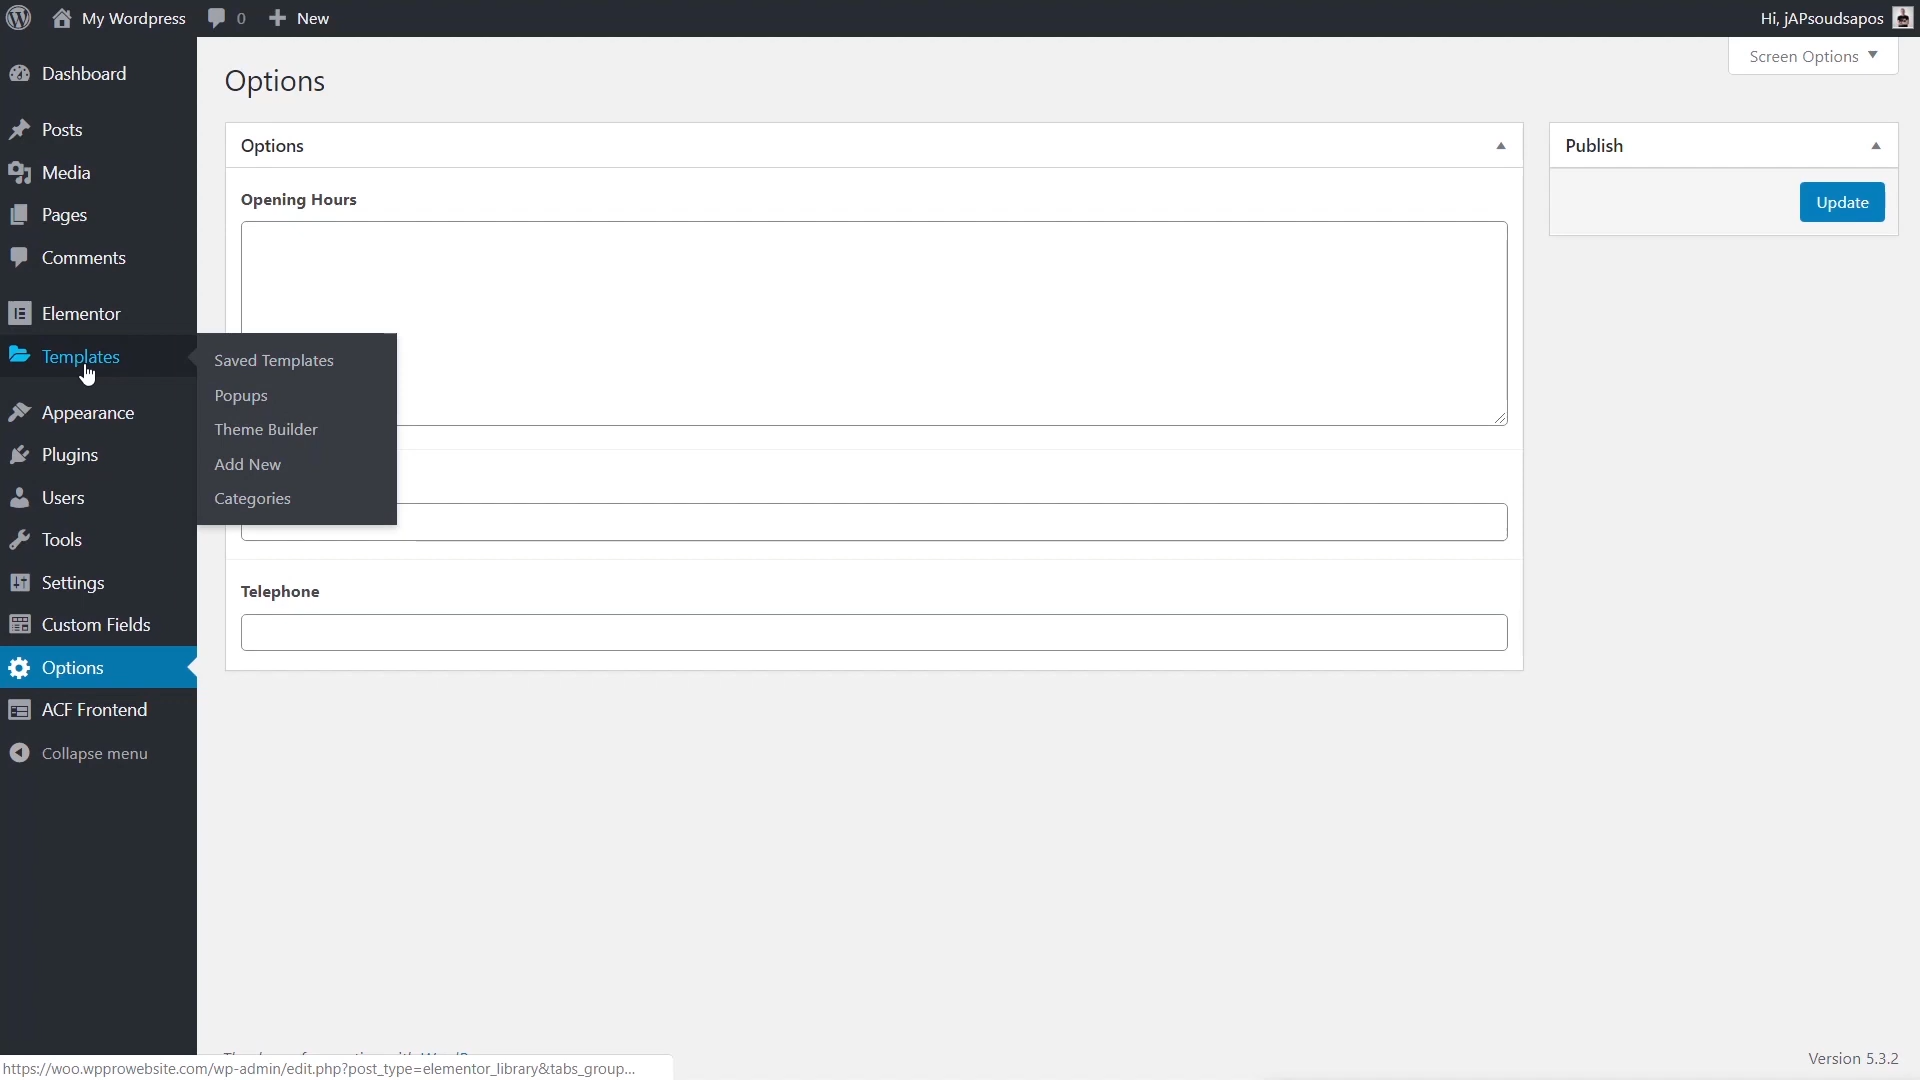 My Wordpress
0
New
Hi, jAPsoudsapos
Screen Options
Dashboard
Posts
Media
Pages
Comments
Elementor
Templates
Appearance
Plugins
Users
Tools
Settings
Custom Fields
Options
ACF Frontend
Collapse menu
Saved Templates
Popups
Theme Builder
Add New
Categories
Options
Options
Opening Hours
Telephone
Publish
Update
https://woo.wpprowebsite.com/wp-admin/edit.php?post_type=elementor_library&tabs_group...
Version 5.3.2